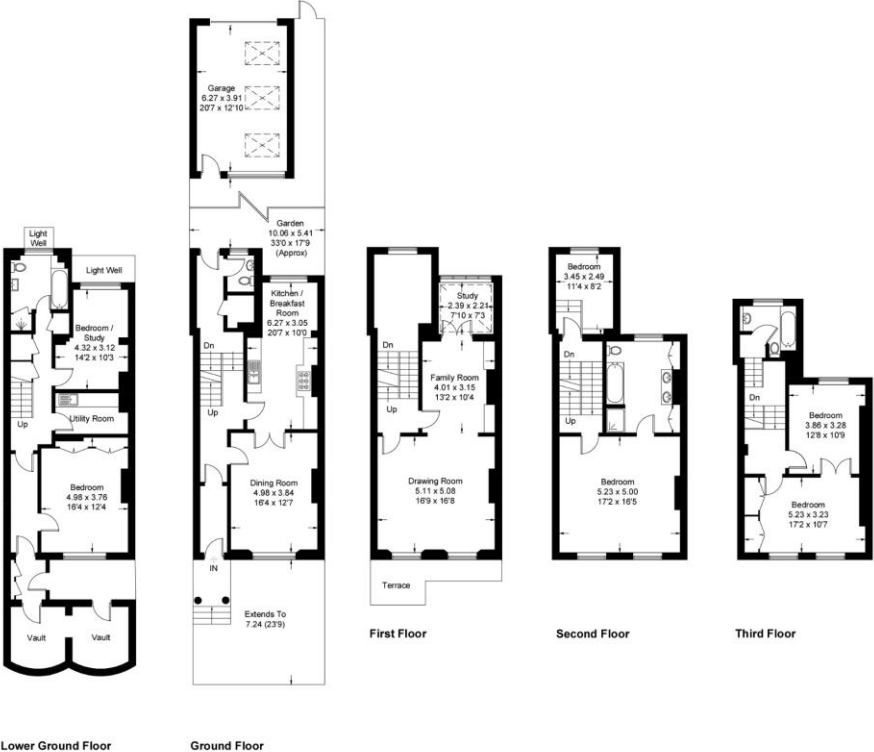 Garage
6.27 x 3.91
20'7 x 12'10
Garden
10.06 x 5.41
33'0 x 17'9
(Approx)
Light
Well
Light Well
Bedroom /
Study
4.32 x 3.12
14'2 x 10'3
Utility Room
Up
Bedroom
4.98 x 3.76
16'4 x 12'4
Vault
Vault
Lower Ground Floor
Kitchen /
Breakfast
Room
6.27 x 3.05
20'7 x 10'0
Dn
Up
Dining Room
4.98 x 3.84
16'4 x 12'7
IN
Extends To
7.24 (23'9)
Ground Floor
Study
2.39 x 2.21
7'10 x 7'3
Dn
Family Room
4.01 x 3.15
13'2 x 10'4
Up
Drawing Room
5.11 x 5.08
16'9 x 16'8
Terrace
First Floor
Bedroom
3.45 x 2.49
11'4 x 8'2
Dn
Up
Bedroom
5.23 x 5.00
17'2 x 16'5
Second Floor
Dn
Bedroom
3.86 x 3.28
12'8 x 10'9
Bedroom
5.23 x 3.23
17'2 x 10'7
Third Floor